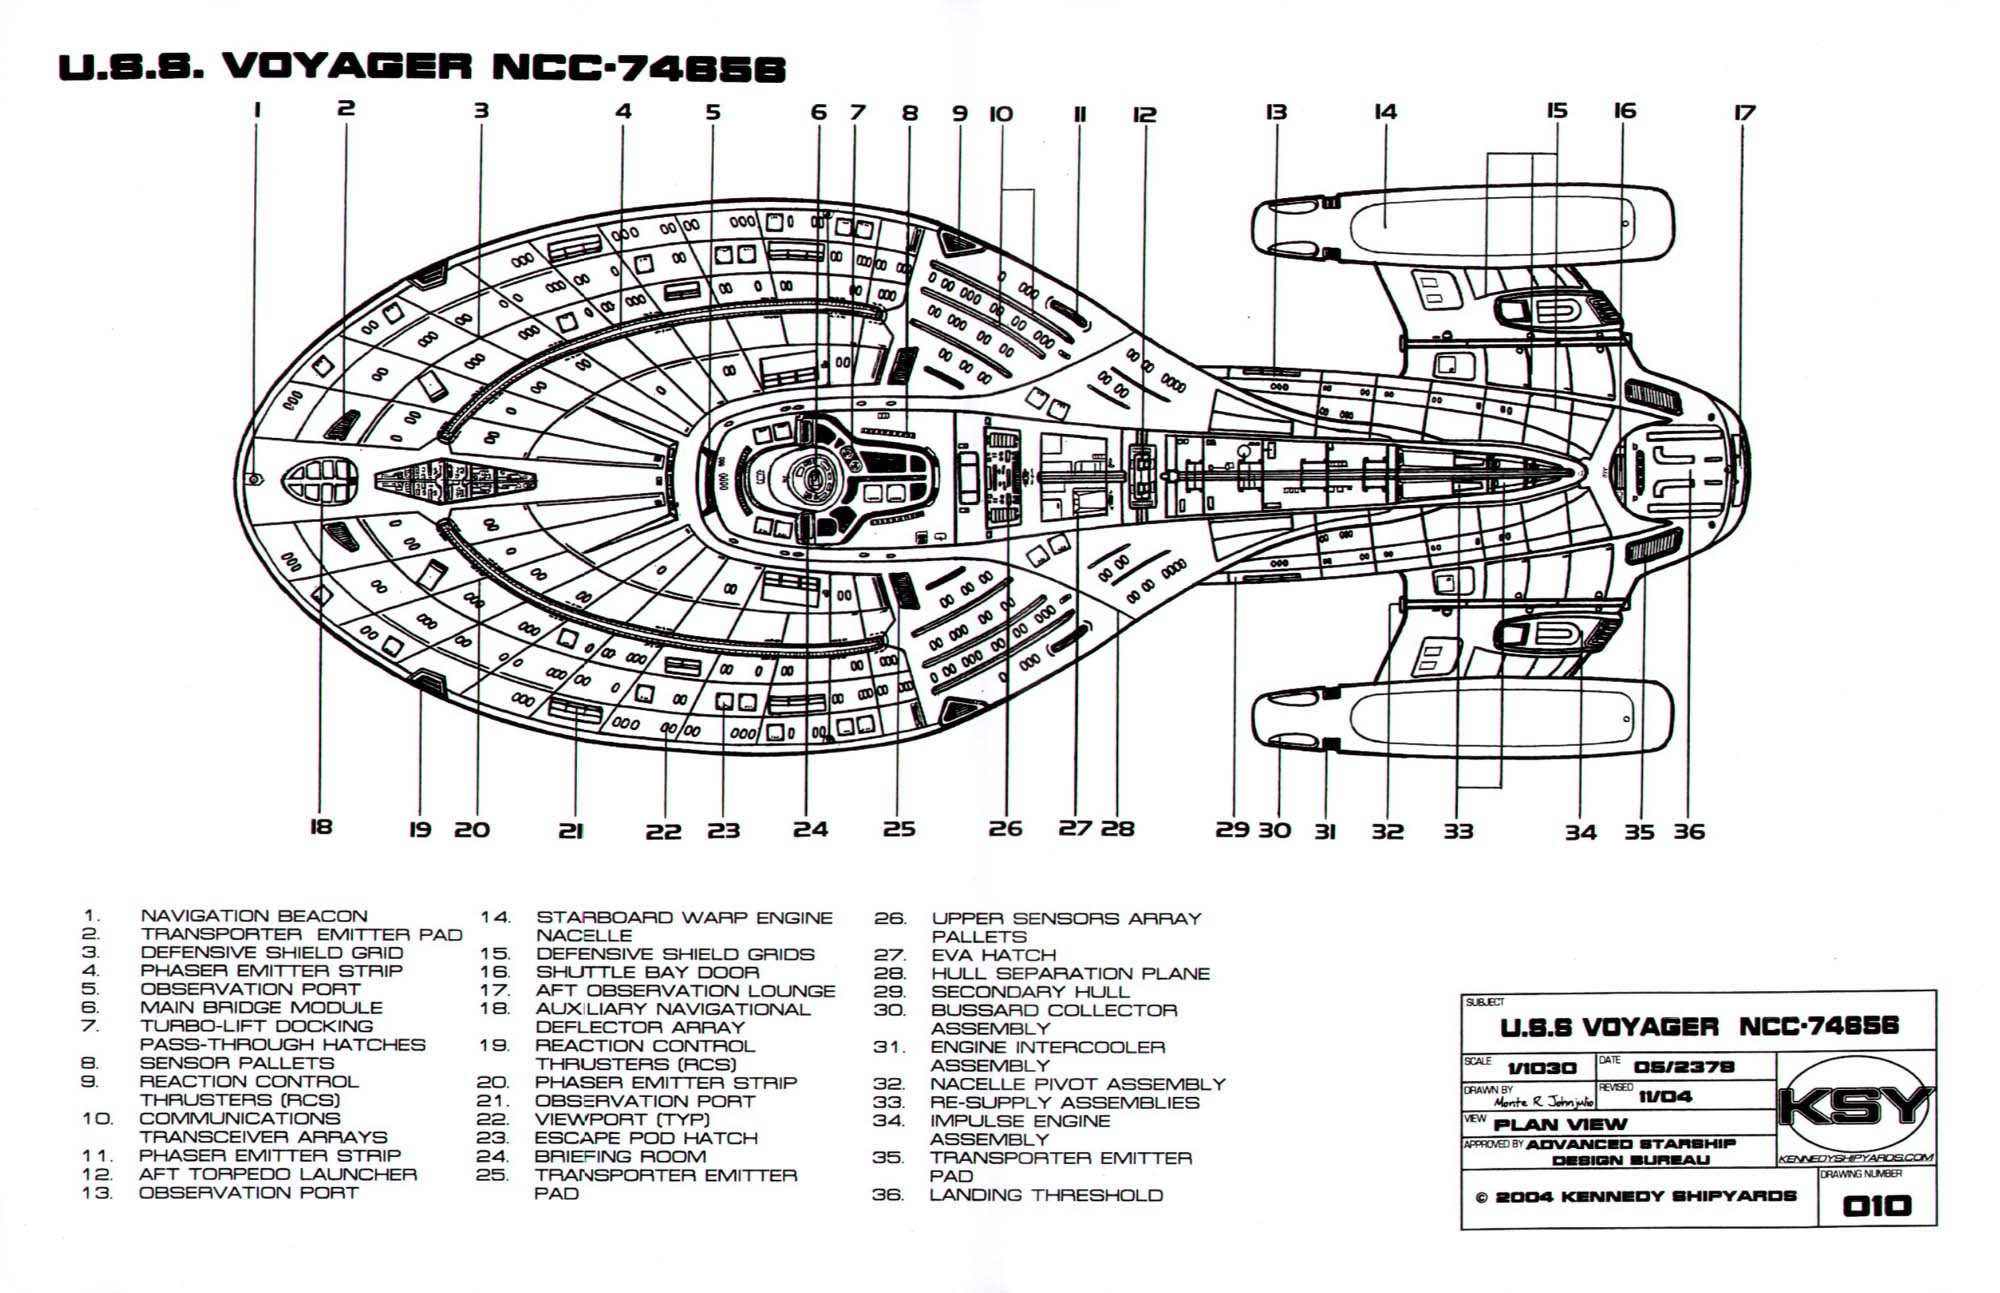 U.S.S. VOYAGER NCC-74656
1 2 3 4 5 6 7 8 9 10 11 12 13 14 15 16 17
18 19 20 21 22 23 24 25 26 27 28 29 30 31 32 33 34 35 36
1. NAVIGATION BEACON
2. TRANSPORTER EMITTER PAD
3. DEFENSIVE SHIELD GRID
4. PHASER EMITTER STRIP
5. OBSERVATION PORT
6. MAIN BRIDGE MODULE
7. TURBO-LIFT DOCKING
PASS-THROUGH HATCHES
8. SENSOR PALLETS
9. REACTION CONTROL
THRUSTERS (RCS)
10. COMMUNICATIONS
TRANSCEIVER ARRAYS
11. PHASER EMITTER STRIP
12. AFT TORPEDO LAUNCHER
13. OBSERVATION PORT
14. STARBOARD WARP ENGINE
NACELLE
15. DEFENSIVE SHIELD GRIDS
16. SHUTTLE BAY DOOR
17. AFT OBSERVATION LOUNGE
18. AUXILIARY NAVIGATIONAL
DEFLECTOR ARRAY
19. REACTION CONTROL
THRUSTERS (RCS)
20. PHASER EMITTER STRIP
21. OBSERVATION PORT
22. VIEWPORT (TYP)
23. ESCAPE POD HATCH
24. BRIEFING ROOM
25. TRANSPORTER EMITTER
PAD
26. UPPER SENSORS ARRAY
PALLETS
27. EVA HATCH
28. HULL SEPARATION PLANE
29. SECONDARY HULL
30. BUSSARD COLLECTOR
ASSEMBLY
31. ENGINE INTERCOOLER
ASSEMBLY
32. NACELLE PIVOT ASSEMBLY
33. RE-SUPPLY ASSEMBLIES
34. IMPULSE ENGINE
ASSEMBLY
35. TRANSPORTER EMITTER
PAD
36. LANDING THRESHOLD
SUBJECT
U.S.S VOYAGER NCC-74656
SCALE 1/1030 DATE 05/2378
DRAWN BY Monte R. REVISED 11/04
VIEW PLAN VIEW
APPROVED BY ADVANCED STARSHIP
DESIGN BUREAU
KSY
KENNEDYSHIPYARDS.COM
© 2004 KENNEDY SHIPYARDS
DRAWING NUMBER
010